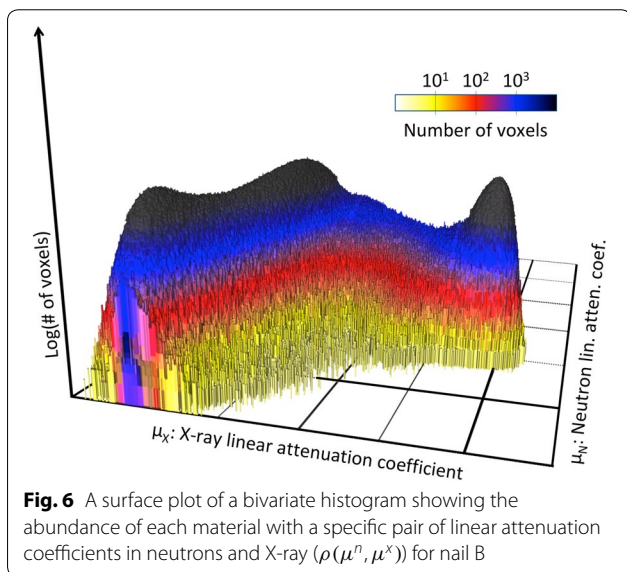 10¹ 10² 10³
Number of voxels
Log(# of voxels)
μ_X: X-ray linear attenuation coefficient
μ_N: Neutron lin. atten. coef.
Fig. 6 A surface plot of a bivariate histogram showing the
abundance of each material with a specific pair of linear attenuation
coefficients in neutrons and X-ray (ρ(μⁿ, μˣ)) for nail B